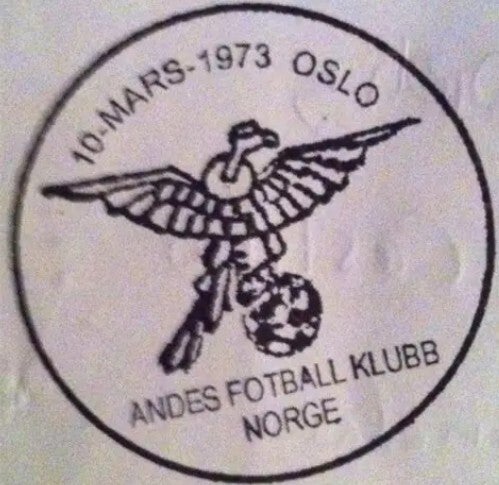 10-MARS-1973 OSLO
ANDES FOTBALL KLUBB
NORGE